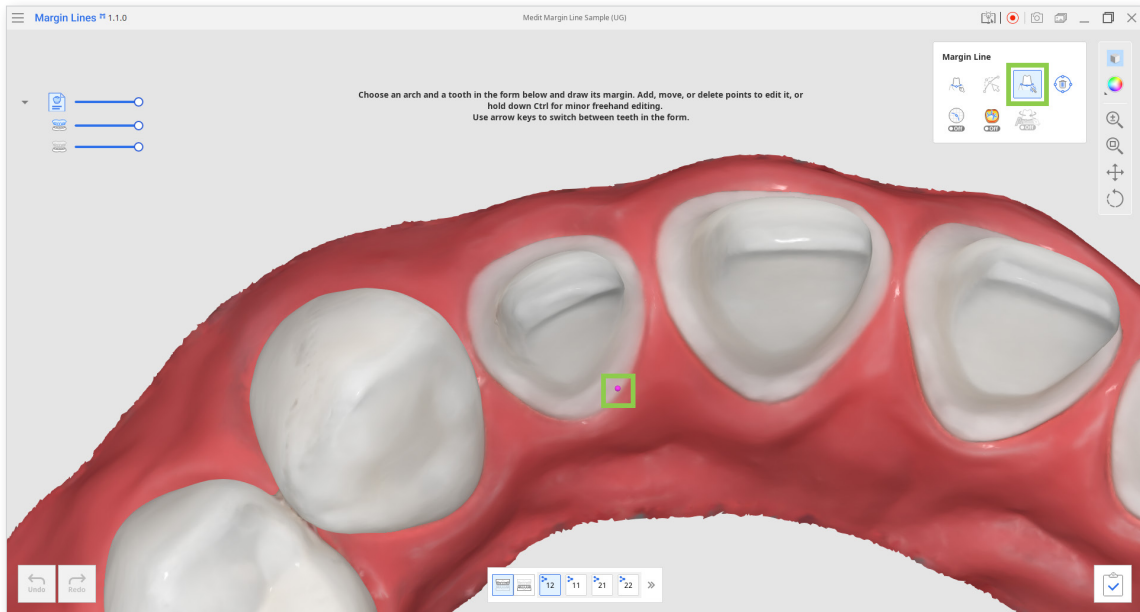 Margin Lines 1.1.0
Medit Margin Line Sample (UG)
Margin Line
Choose an arch and a tooth in the form below and draw its margin. Add, move, or delete points to edit it, or
hold down Ctrl for minor freehand editing.
Use arrow keys to switch between teeth in the form.
Off
Off
Off
Undo
Redo
12
11
21
22